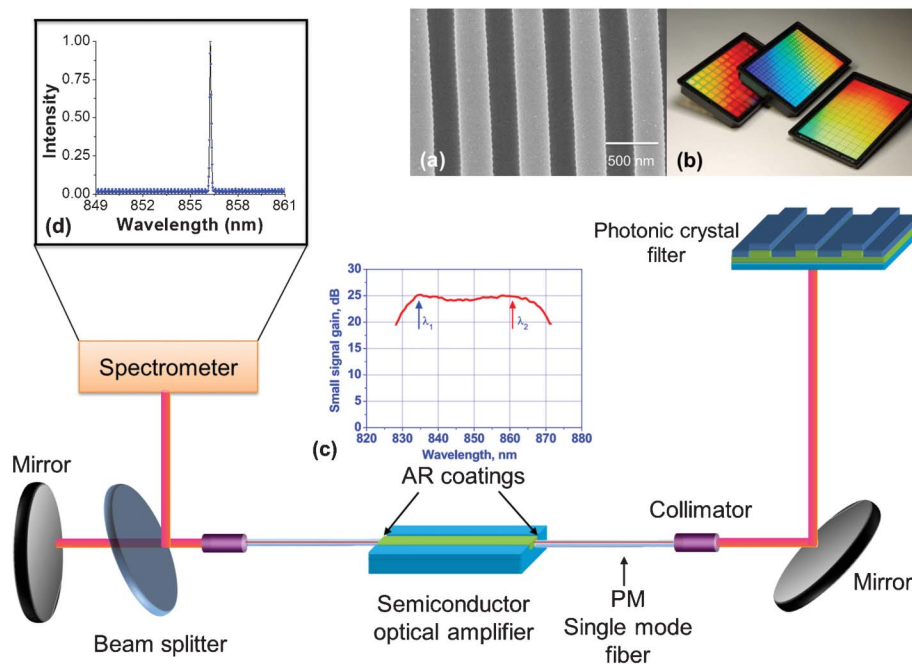 1.00
0.75
0.50
0.25
0.00
Intensity
849 852 855 858 861
Wavelength (nm)
(d)
(a)
500 nm
(b)
Photonic crystal
filter
Spectrometer
30
25
20
15
10
5
0
Small signal gain, dB
λ1
λ2
820 830 840 850 860 870 880
Wavelength, nm
(c)
AR coatings
Mirror
Collimator
Beam splitter
Semiconductor
optical amplifier
PM
Single mode
fiber
Mirror